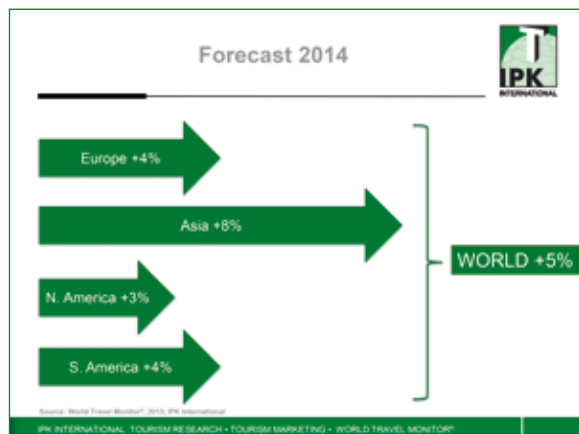 Forecast 2014
IPK
INTERNATIONAL
Europe +4%
Asia +8%
WORLD +5%
N. America +3%
S. America +4%
Source: World Travel Monitor®, 2013, IPK International
IPK INTERNATIONAL TOURISM RESEARCH • TOURISM MARKETING • WORLD TRAVEL MONITOR®